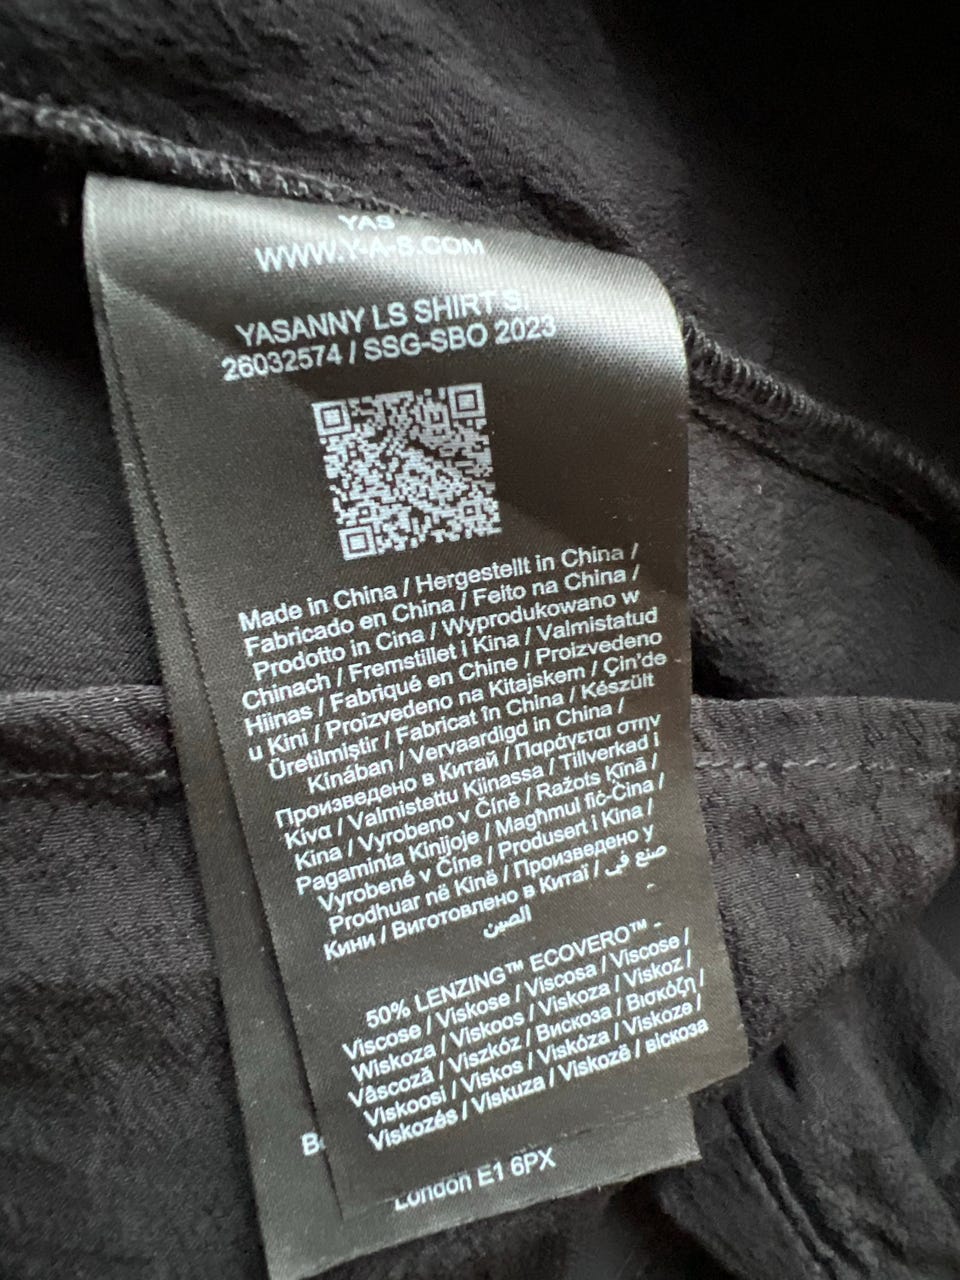 YAS
WWW.Y-A-S.COM
YASANNY LS SHIRT S.
26032574 / SSG-SBO 2023
Made in China / Hergestellt in China /
Fabricado en China / Feito na China /
Prodotto in Cina / Wyprodukowano w
Chinach / Fremstillet i Kina / Valmistatud
Hiinas / Fabriqué en Chine / Proizvedeno
u Kini / Proizvedeno na Kitajskem / Çin'de
Üretilmiştir / Fabricat în China / Készült
Kínában / Vervaardigd in China /
Произведено в Китай / Παράγεται στην
Κίνα / Valmistettu Kiinassa / Tillverkad i
Kina / Vyrobeno v Číně / Ražots Ķīnā /
Pagaminta Kinijoje / Magħmul fiċ-Ċina /
Vyrobené v Číne / Produsert i Kina /
Prodhuar në Kinë / Произведено у
Кини / Виготовлено в Китаї / صنع في
الصين
-
50% LENZING™ ECOVERO™ -
Viscose / Viskose / Viscosa / Viscose /
Wiskoza / Viskoos / Viskoza / Viskoz /
Vâscoză / Viszkóz / Вискоза / Βισκόζη /
Viskoosi / Viskos / Viskóza / Viskoze /
Viskozės / Viskuza / Viskozë / віскоза
London E1 6PX